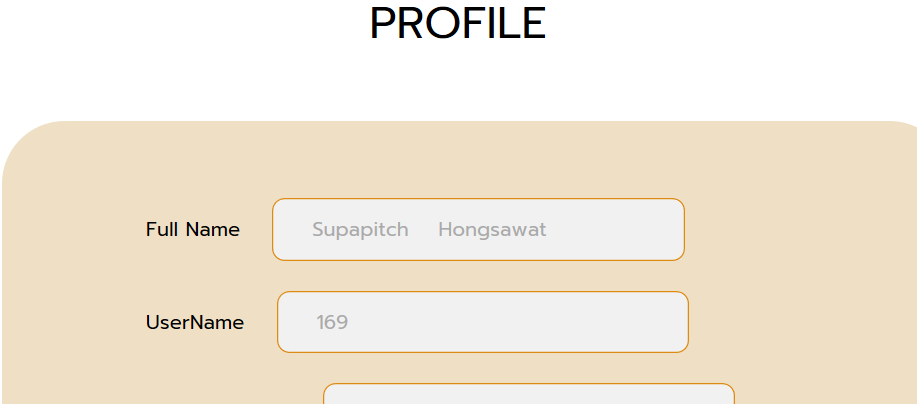 PROFILE
Full Name Supapitch Hongsawat
UserName 169